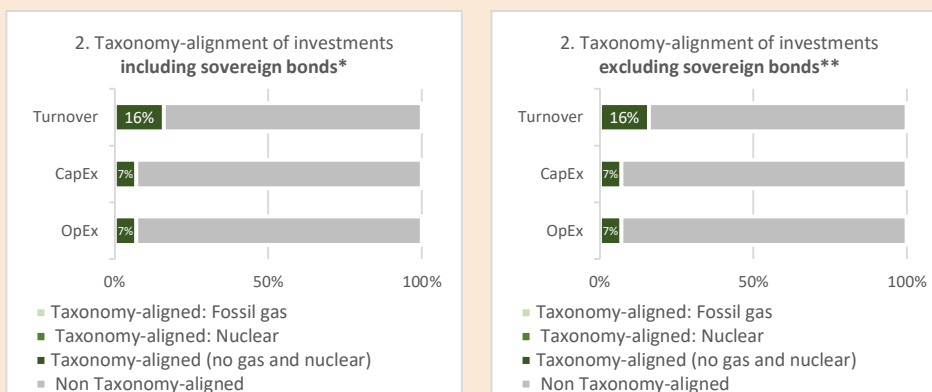 2. Taxonomy-alignment of investments
including sovereign bonds*
Turnover
16%
CapEx
7%
OpEx
7%
0%
50%
100%
Taxonomy-aligned: Fossil gas
Taxonomy-aligned: Nuclear
Taxonomy-aligned (no gas and nuclear)
Non Taxonomy-aligned
2. Taxonomy-alignment of investments
excluding sovereign bonds**
Turnover
16%
CapEx
7%
OpEx
7%
0%
50%
100%
Taxonomy-aligned: Fossil gas
Taxonomy-aligned: Nuclear
Taxonomy-aligned (no gas and nuclear)
Non Taxonomy-aligned